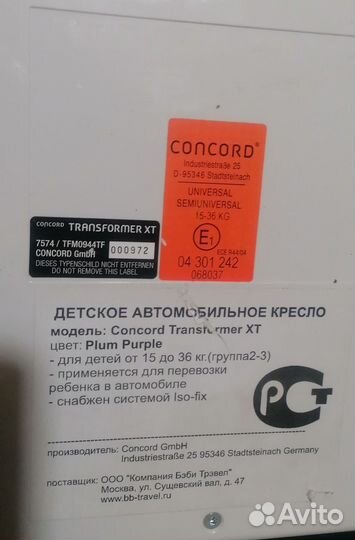 CONCORD®
Industriestraße 25
D-95346 Stadtsteinach
UNIVERSAL
SEMIUNIVERSAL
15-36 KG
E1
ECE R44/04
04 301 242
068037
CONCORD TRANSFORMER XT
7574 / TFM0944TF 000972
CONCORD GmbH
DIESES TYPENSCHILD NICHT ENTFERNEN
DO NOT REMOVE THIS LABEL
ДЕТСКОЕ АВТОМОБИЛЬНОЕ КРЕСЛО
модель: Concord Transformer XT
цвет: Plum Purple
- для детей от 15 до 36 кг.(группа2-3)
- применяется для перевозки
ребенка в автомобиле
- снабжен системой Iso-fix
РСТ
производитель: Concord GmbH
Industriestraße 25 95346 Stadtsteinach Germany
поставщик: ООО "Компания Бэби Трэвел"
Москва, ул. Сущевский вал, д. 47
www.bb-travel.ru
Avito